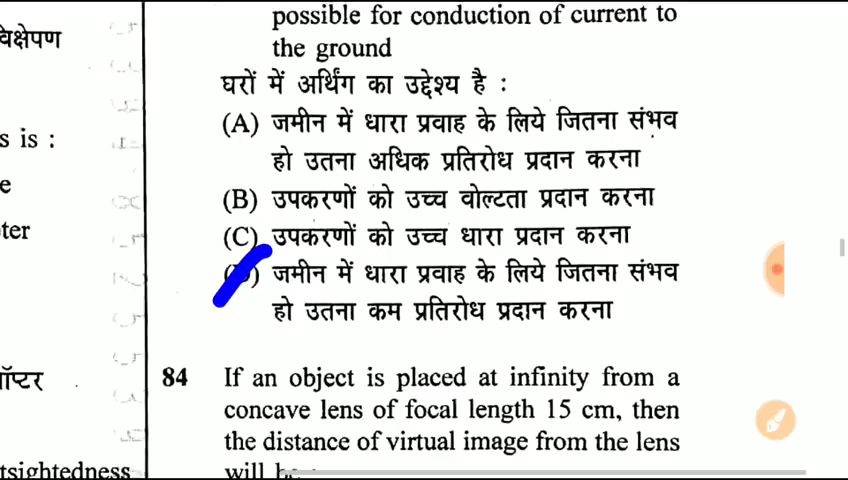 विक्षेपण
s is :
e
ter
ॉप्टर
tsightedness
possible for conduction of current to
the ground
घरों में अर्थिंग का उद्देश्य है :
(A) जमीन में धारा प्रवाह के लिये जितना संभव
हो उतना अधिक प्रतिरोध प्रदान करना
(B) उपकरणों को उच्च वोल्टता प्रदान करना
(C) उपकरणों को उच्च धारा प्रदान करना
(D) जमीन में धारा प्रवाह के लिये जितना संभव
हो उतना कम प्रतिरोध प्रदान करना
84 If an object is placed at infinity from a
concave lens of focal length 15 cm, then
the distance of virtual image from the lens
will be :